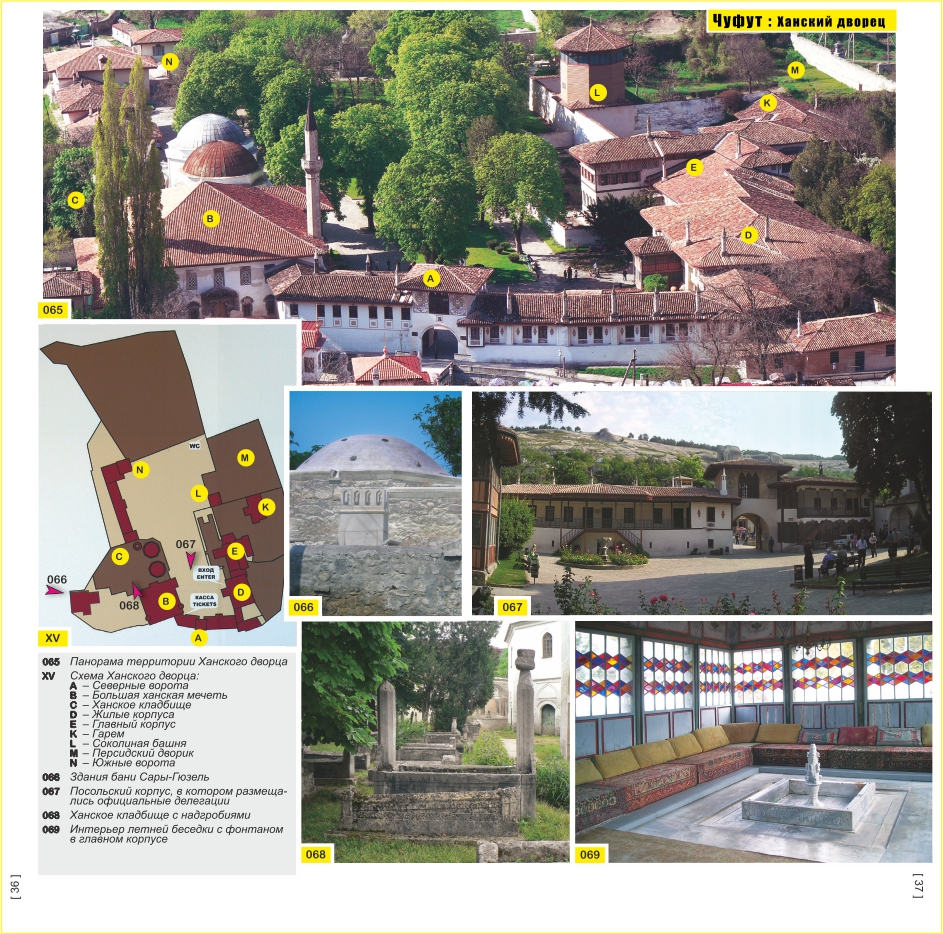 Чуфут : Ханский дворец
N
M
L
K
E
C
B
D
A
065
WC
N
M
L
K
067
C
E
ВХОД
ENTER
066
068
B
КАССА
TICKETS
D
XV
A
066
067
065 Панорама территории Ханского дворца
XV Схема Ханского дворца:
A – Северные ворота
B – Большая ханская мечеть
C – Ханское кладбище
D – Жилые корпуса
E – Главный корпус
K – Гарем
L – Соколиная башня
M – Персидский дворик
N – Южные ворота
066 Здания бани Сары-Гюзель
067 Посольский корпус, в котором размеща-
лись официальные делегации
068 Ханское кладбище с надгробиями
069 Интерьер летней беседки с фонтаном
в главном корпусе
068
069
[ 36 ]
[ 37 ]